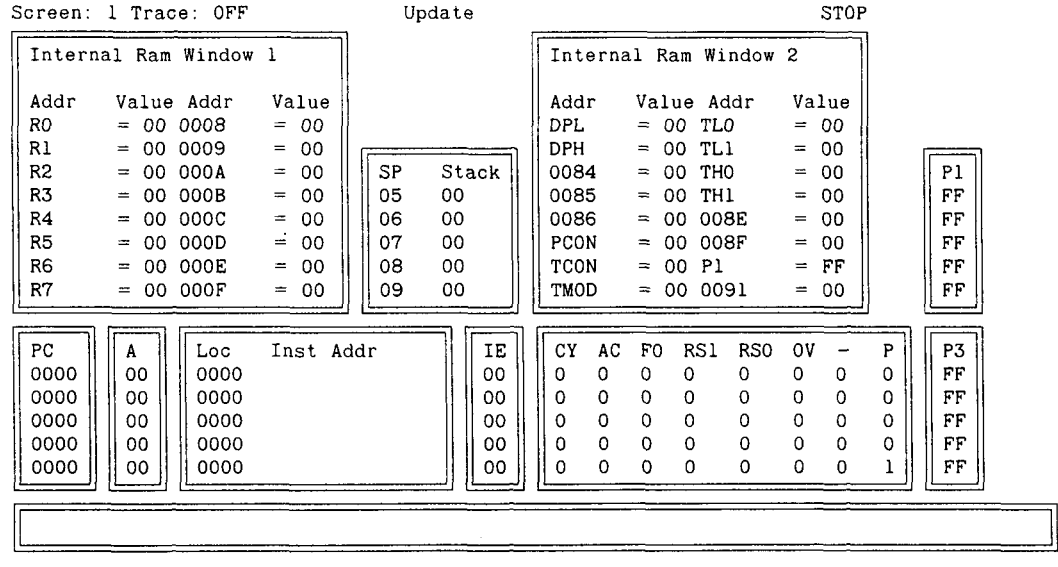 Screen: 1 Trace: OFF Update STOP
Internal Ram Window 1 Internal Ram Window 2
Addr Value Addr Value Addr Value Addr Value
R0 = 00 0008 = 00 DPL = 00 TL0 = 00
R1 = 00 0009 = 00 DPH = 00 TL1 = 00
R2 = 00 000A = 00 SP Stack 0084 = 00 TH0 = 00 P1
R3 = 00 000B = 00 05 00 0085 = 00 TH1 = 00 FF
R4 = 00 000C = 00 06 00 0086 = 00 008E = 00 FF
R5 = 00 000D = 00 07 00 PCON = 00 008F = 00 FF
R6 = 00 000E = 00 08 00 TCON = 00 P1 = FF FF
R7 = 00 000F = 00 09 00 TMOD = 00 0091 = 00 FF
PC A Loc Inst Addr IE CY AC F0 RS1 RS0 OV - P P3
0000 00 0000 00 0 0 0 0 0 0 0 0 FF
0000 00 0000 00 0 0 0 0 0 0 0 0 FF
0000 00 0000 00 0 0 0 0 0 0 0 0 FF
0000 00 0000 00 0 0 0 0 0 0 0 0 FF
0000 00 0000 00 0 0 0 0 0 0 0 1 FF